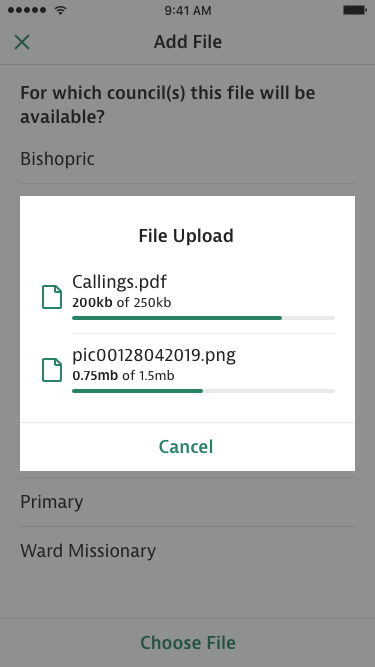 9:41 AM
Add File
For which council(s) this file will be
available?
Bishopric
File Upload
Callings.pdf
200kb of 250kb
pic00128042019.png
0.75mb of 1.5mb
Cancel
Primary
Ward Missionary
Choose File